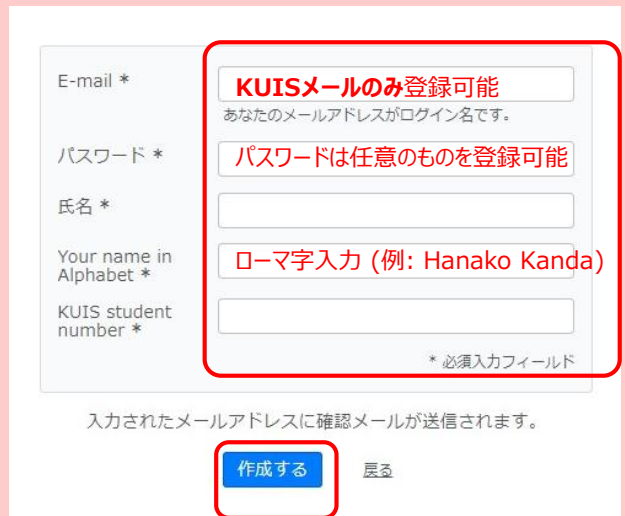 E-mail *
KUISメールのみ登録可能
あなたのメールアドレスがログイン名です。
パスワード *
パスワードは任意のものを登録可能
氏名 *
Your name in
Alphabet *
ローマ字入力 (例: Hanako Kanda)
KUIS student
number *
* 必須入力フィールド
入力されたメールアドレスに確認メールが送信されます。
作成する
戻る